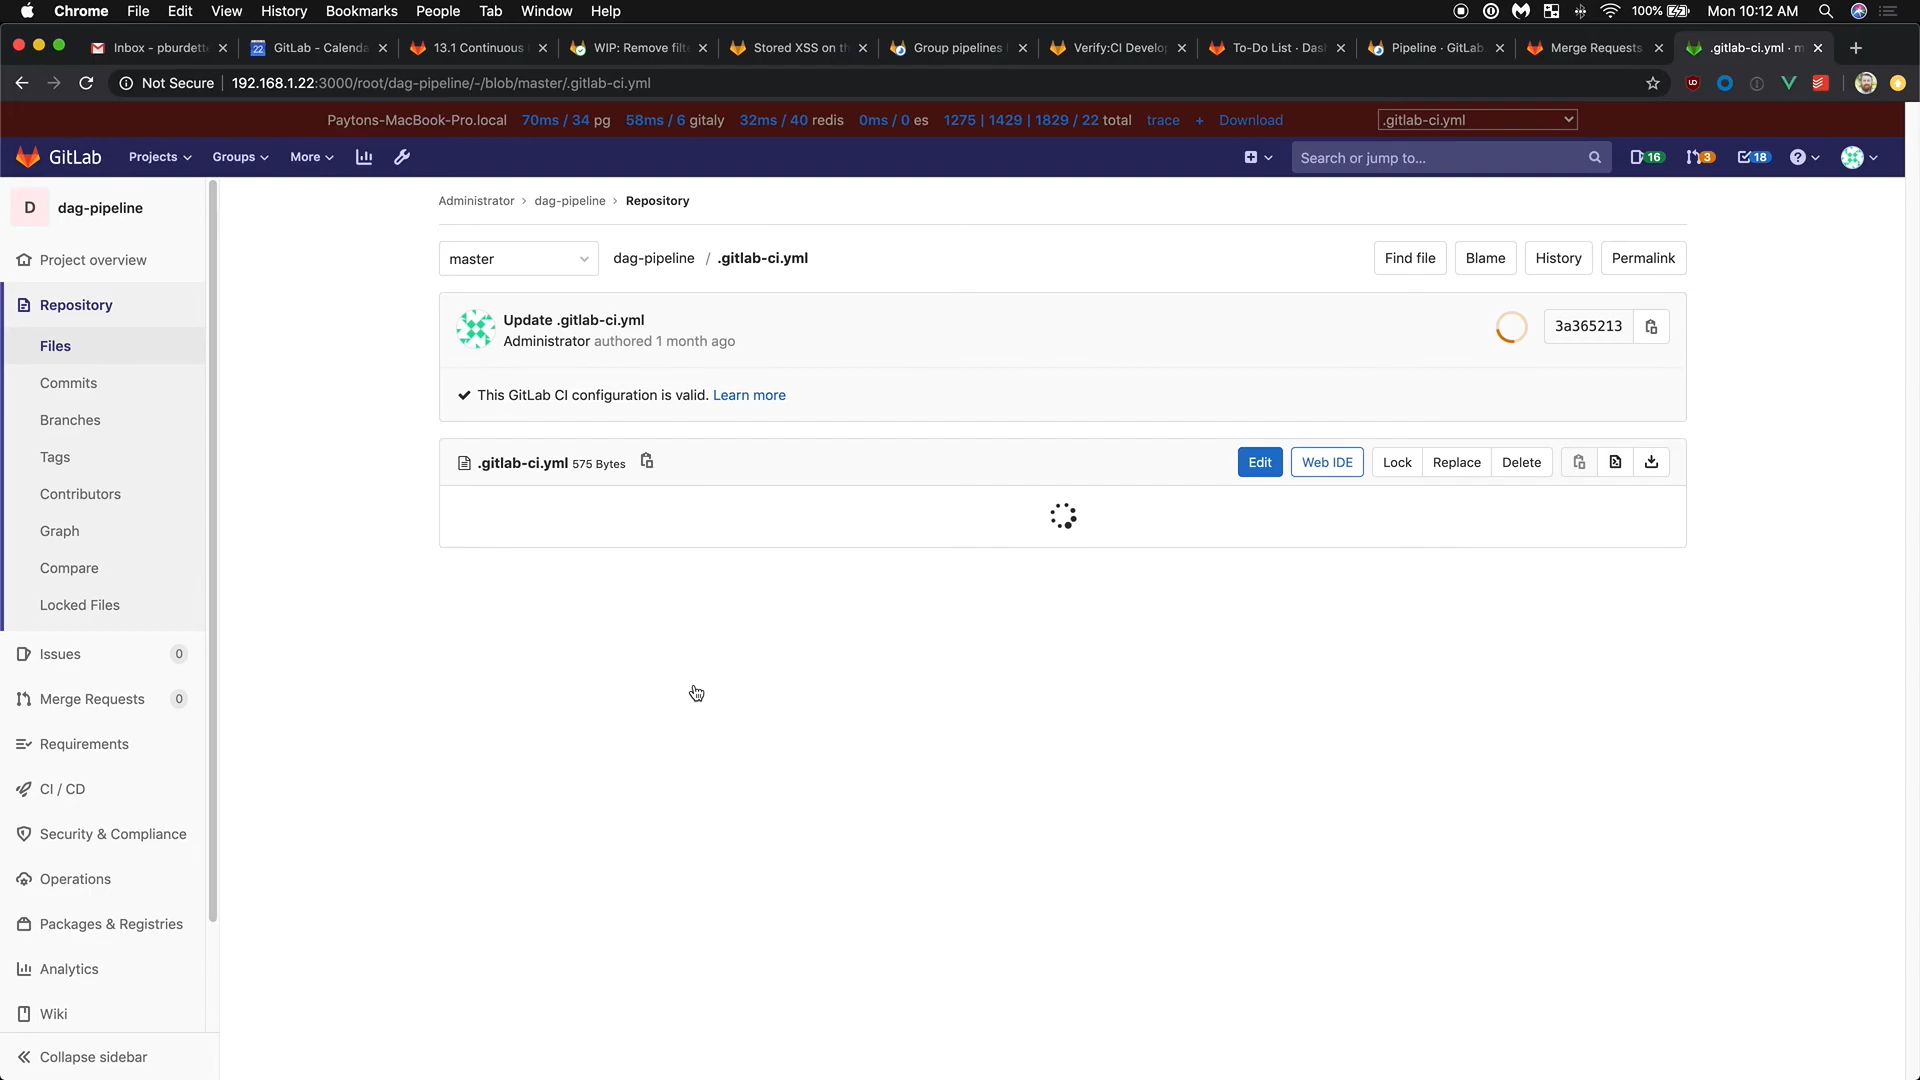 Chrome File Edit View History Bookmarks People Tab Window Help 100% Mon 10:12 AM
Inbox - pburdette
22 GitLab - Calenda
13.1 Continuous
WIP: Remove filt
Stored XSS on th
Group pipelines
Verify:CI Develop
To-Do List · Das
Pipeline · GitLab
Merge Requests
.gitlab-ci.yml · m
Not Secure 192.168.1.22:3000/root/dag-pipeline/-/blob/master/.gitlab-ci.yml
Paytons-MacBook-Pro.local 70ms / 34 pg 58ms / 6 gitaly 32ms / 40 redis 0ms / 0 es 1275 | 1429 | 1829 / 22 total trace + Download .gitlab-ci.yml
GitLab Projects Groups More Search or jump to... 16 3 18
D dag-pipeline
Project overview
Repository
Files
Commits
Branches
Tags
Contributors
Graph
Compare
Locked Files
Issues 0
Merge Requests 0
Requirements
CI / CD
Security & Compliance
Operations
Packages & Registries
Analytics
Wiki
Collapse sidebar
Administrator > dag-pipeline > Repository
master dag-pipeline / .gitlab-ci.yml Find file Blame History Permalink
Update .gitlab-ci.yml
Administrator authored 1 month ago
3a365213
This GitLab CI configuration is valid. Learn more
.gitlab-ci.yml 575 Bytes Edit Web IDE Lock Replace Delete